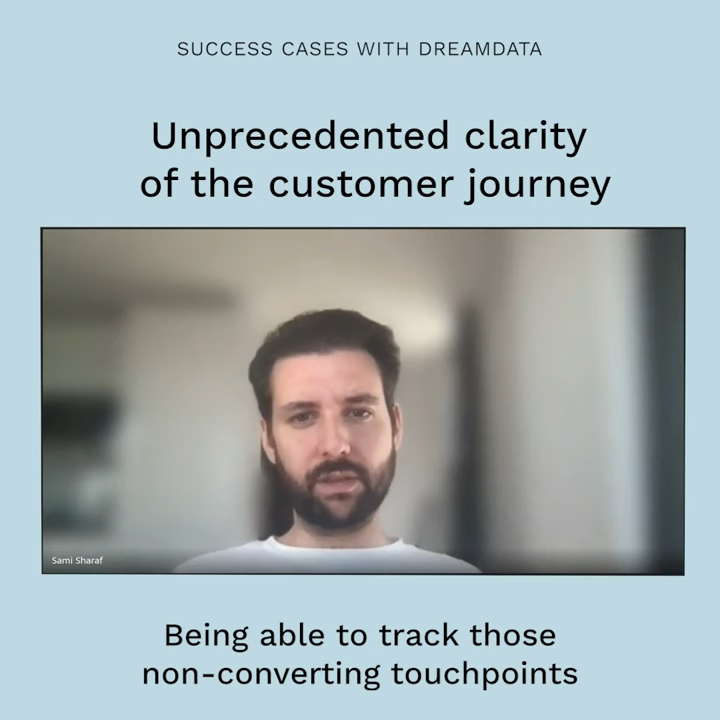 SUCCESS CASES WITH DREAMDATA
Unprecedented clarity
of the customer journey
Sami Sharaf
Being able to track those
non-converting touchpoints